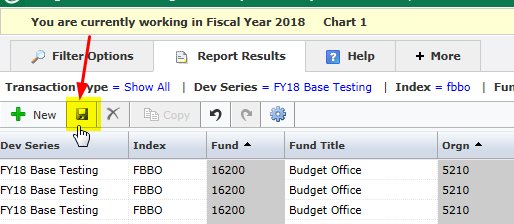 You are currently working in Fiscal Year 2018 Chart 1
Filter Options Report Results Help + More
Transaction Type = Show All | Dev Series = FY18 Base Testing | Index = fbbo | Fun
New Copy
Dev Series Index Fund Fund Title Orgn
FY18 Base Testing FBBO 16200 Budget Office 5210
FY18 Base Testing FBBO 16200 Budget Office 5210
FY18 Base Testing FBBO 16200 Budget Office 5210